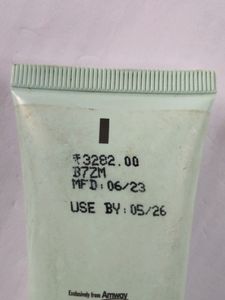 ₹3282.00
B7ZM
MFD:06/23
USE BY:05/26
Exclusively from Amway